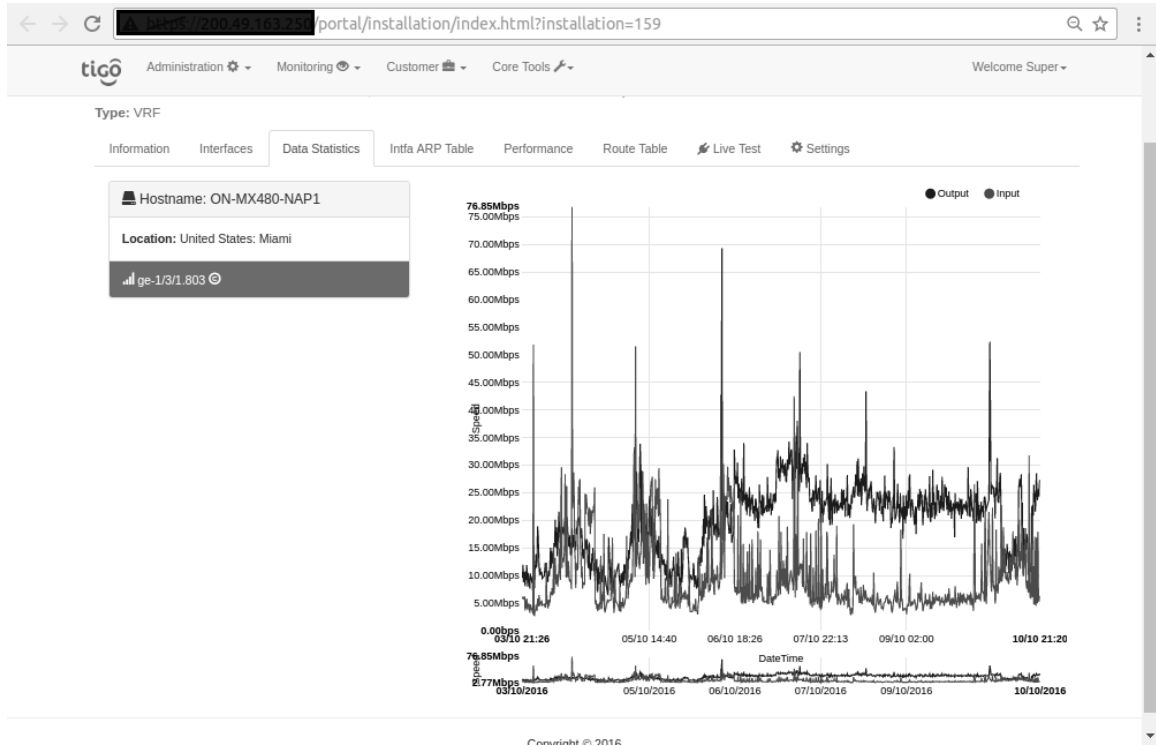 /portal/installation/index.html?installation=159
tigo Administration Monitoring Customer Core Tools Welcome Super
Type: VRF
Information Interfaces Data Statistics Intfa ARP Table Performance Route Table Live Test Settings
Hostname: ON-MX480-NAP1
Location: United States: Miami
ge-1/3/1.803 ©
Output Input
76.85Mbps
75.00Mbps
70.00Mbps
65.00Mbps
60.00Mbps
55.00Mbps
50.00Mbps
45.00Mbps
40.00Mbps
Speed
35.00Mbps
30.00Mbps
25.00Mbps
20.00Mbps
15.00Mbps
10.00Mbps
5.00Mbps
0.00bps
03/10 21:26 05/10 14:40 06/10 18:26 07/10 22:13 09/10 02:00 10/10 21:20
DateTime
76.85Mbps
Speed
2.77Mbps
03/10/2016 05/10/2016 06/10/2016 07/10/2016 09/10/2016 10/10/2016
Copyright © 2016